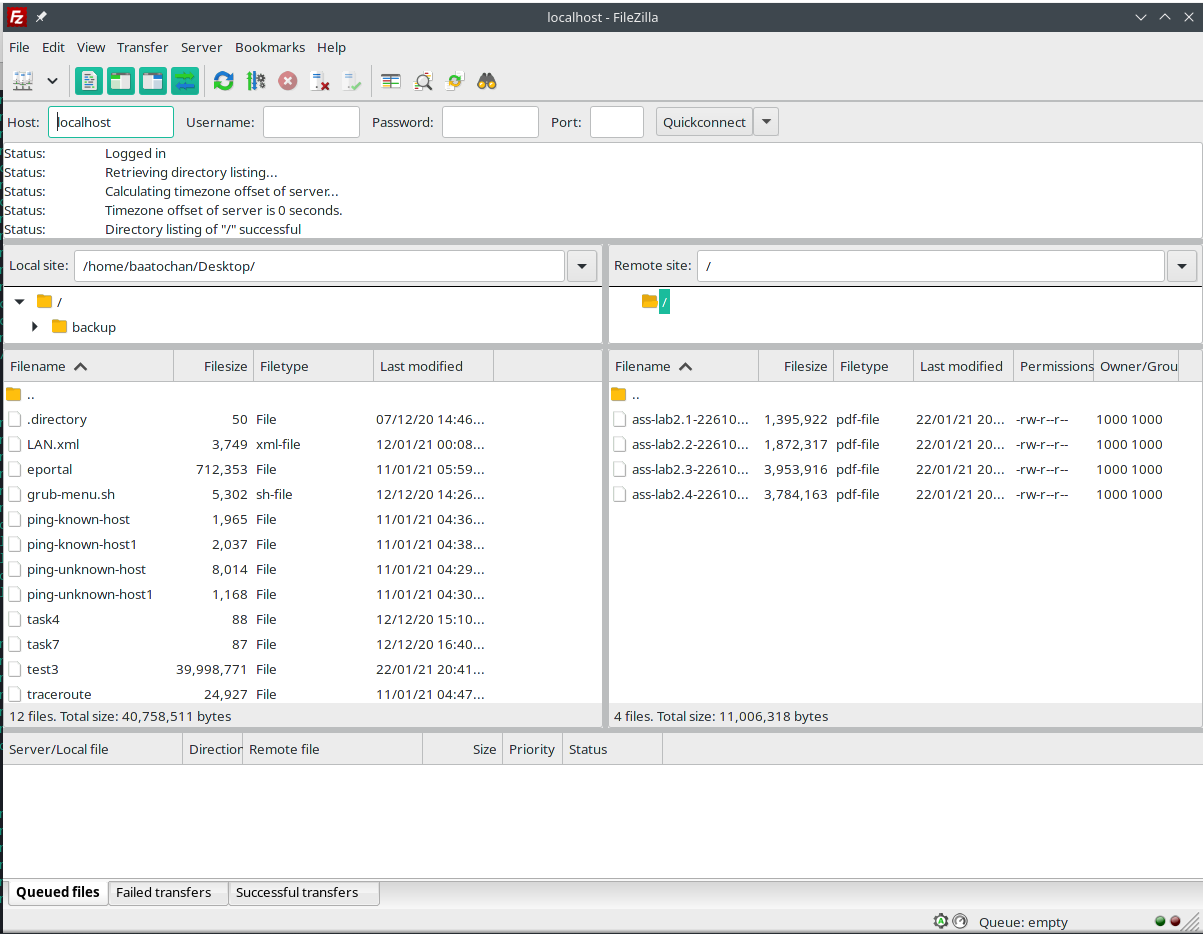 localhost - FileZilla
File Edit View Transfer Server Bookmarks Help
Host: localhost Username: Password: Port: Quickconnect
Status: Logged in
Status: Retrieving directory listing...
Status: Calculating timezone offset of server...
Status: Timezone offset of server is 0 seconds.
Status: Directory listing of "/" successful
Local site: /home/baatochan/Desktop/
/
backup
Filename Filesize Filetype Last modified
..
.directory 50 File 07/12/20 14:46...
LAN.xml 3,749 xml-file 12/01/21 00:08...
eportal 712,353 File 11/01/21 05:59...
grub-menu.sh 5,302 sh-file 12/12/20 14:26...
ping-known-host 1,965 File 11/01/21 04:36...
ping-known-host1 2,037 File 11/01/21 04:38...
ping-unknown-host 8,014 File 11/01/21 04:29...
ping-unknown-host1 1,168 File 11/01/21 04:30...
task4 88 File 12/12/20 15:10...
task7 87 File 12/12/20 16:40...
test3 39,998,771 File 22/01/21 20:41...
traceroute 24,927 File 11/01/21 04:47...
12 files. Total size: 40,758,511 bytes
Remote site: /
/
Filename Filesize Filetype Last modified Permissions Owner/Grou
..
ass-lab2.1-22610... 1,395,922 pdf-file 22/01/21 20... -rw-r--r-- 1000 1000
ass-lab2.2-22610... 1,872,317 pdf-file 22/01/21 20... -rw-r--r-- 1000 1000
ass-lab2.3-22610... 3,953,916 pdf-file 22/01/21 20... -rw-r--r-- 1000 1000
ass-lab2.4-22610... 3,784,163 pdf-file 22/01/21 20... -rw-r--r-- 1000 1000
4 files. Total size: 11,006,318 bytes
Server/Local file Direction Remote file Size Priority Status
Queued files Failed transfers Successful transfers
Queue: empty